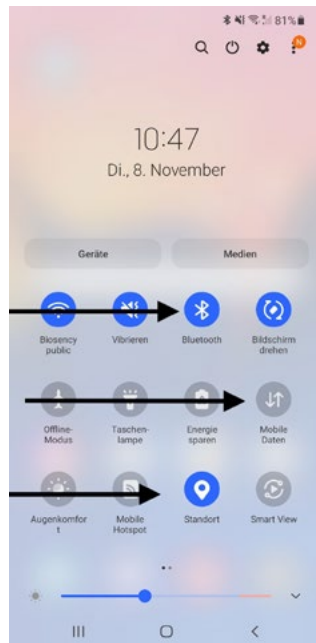 81%
N
10:47
Di., 8. November
Geräte
Medien
Biosency
public
Vibrieren
Bluetooth
Bildschirm
drehen
Offline-
Modus
Taschen-
lampe
Energie
sparen
Mobile
Daten
Augenkomfor
t
Mobile
Hotspot
Standort
Smart View